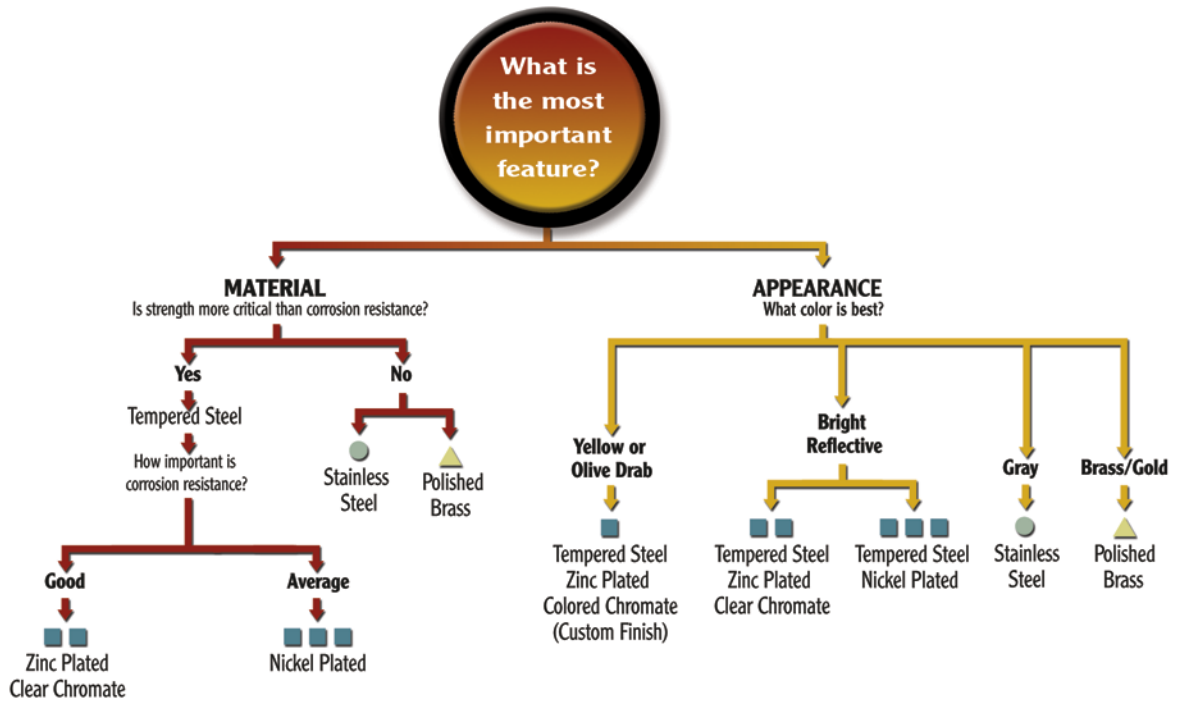 What is
the most
important
feature?
MATERIAL
Is strength more critical than corrosion resistance?
Yes
No
Tempered Steel
How important is
corrosion resistance?
Stainless
Steel
Polished
Brass
Good
Average
Zinc Plated
Clear Chromate
Nickel Plated
APPEARANCE
What color is best?
Yellow or
Olive Drab
Bright
Reflective
Gray
Brass/Gold
Tempered Steel
Zinc Plated
Colored Chromate
(Custom Finish)
Tempered Steel
Zinc Plated
Clear Chromate
Tempered Steel
Nickel Plated
Stainless
Steel
Polished
Brass